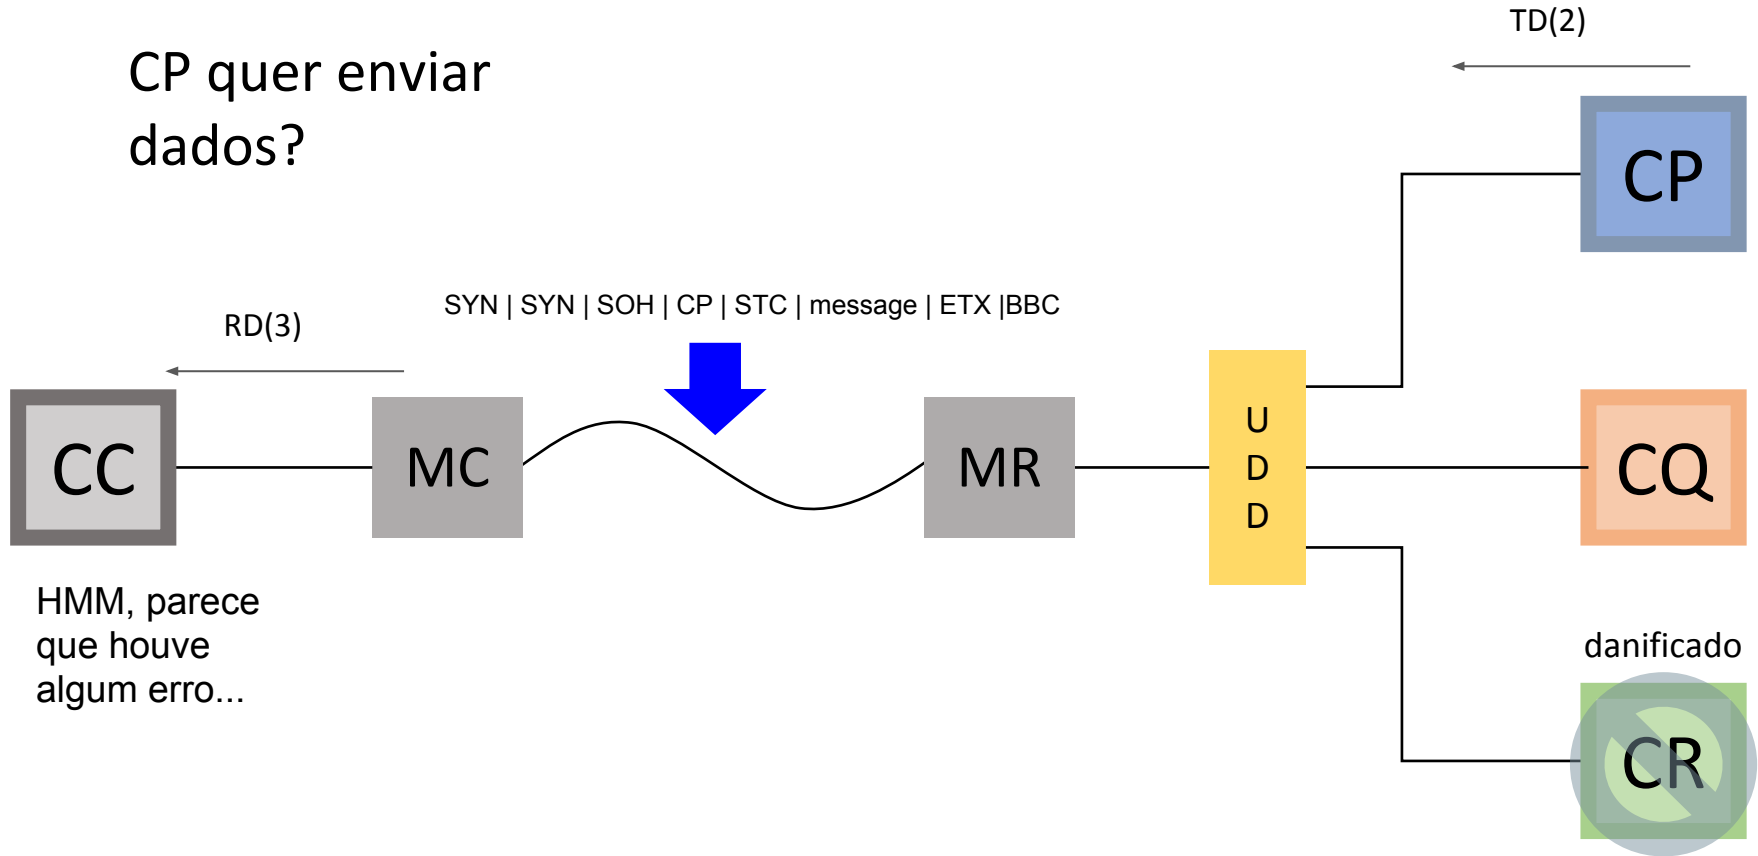 TD(2)
CP quer enviar
dados?
CP
SYN | SYN | SOH | CP | STC | message | ETX |BBC
RD(3)
CC
MC
MR
U
D
D
CQ
HMM, parece
que houve
algum erro...
danificado
CR